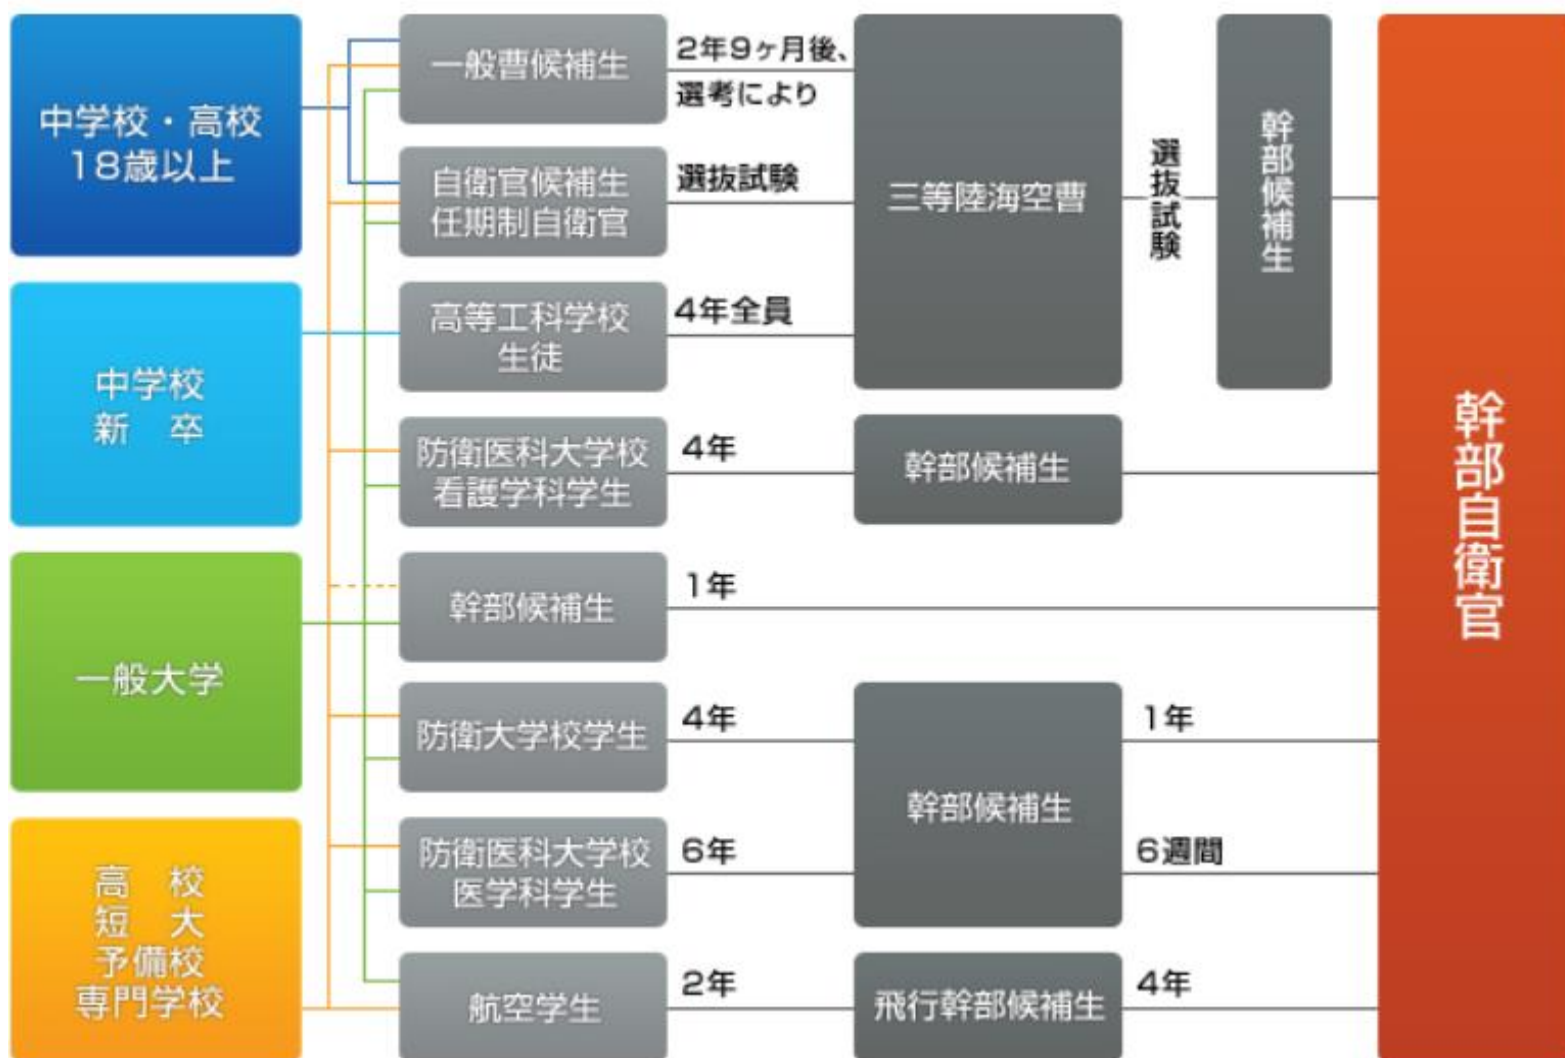 中学校・高校
18歳以上
中学校
新 卒
一般大学
高 校
短 大
予備校
専門学校
一般曹候補生
2年9ヶ月後、
選考により
自衛官候補生
任期制自衛官
選抜試験
高等工科学校
生徒
4年全員
三等陸海空曹
選抜試験
幹部候補生
防衛医科大学校
看護学科学生
4年
幹部候補生
幹部候補生
1年
防衛大学校学生
4年
防衛医科大学校
医学科学生
6年
幹部候補生
1年
6週間
航空学生
2年
飛行幹部候補生
4年
幹部自衛官